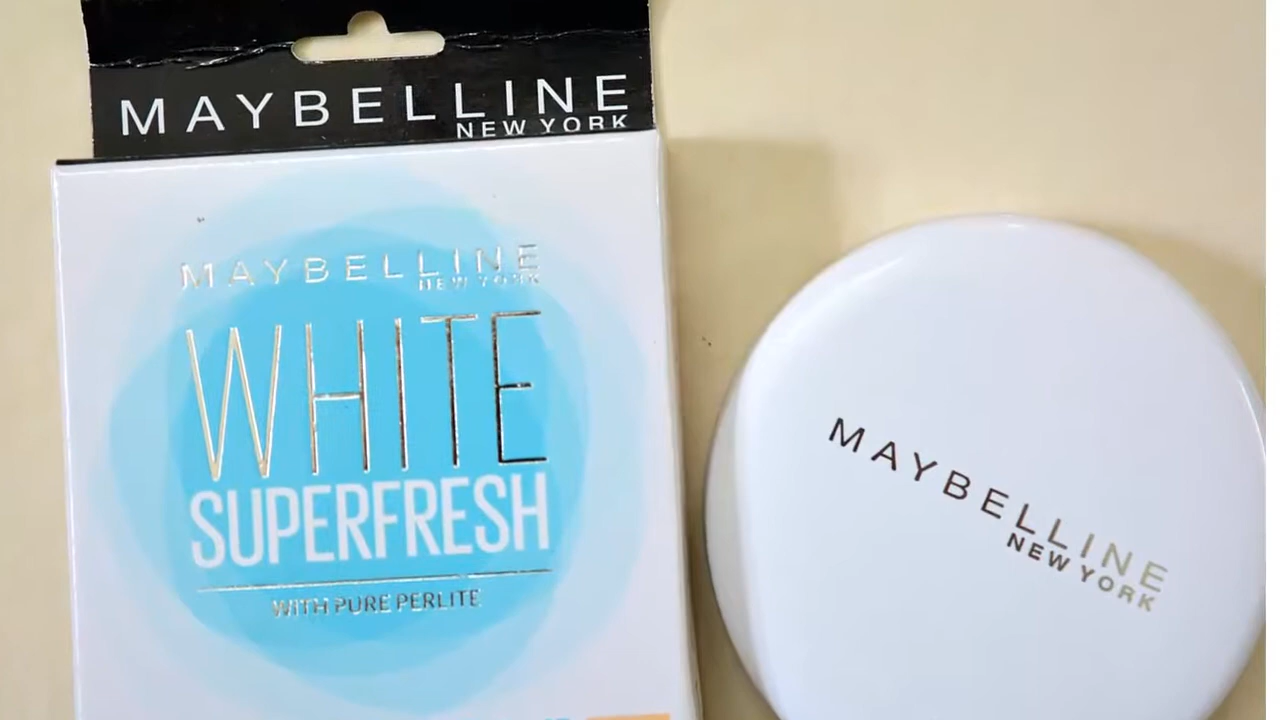 MAYBELLINE
NEW YORK
MAYBELLINE
NEW YORK
WHITE
SUPERFRESH
WITH PURE PERLITE
MAYBELLINE
NEW YORK